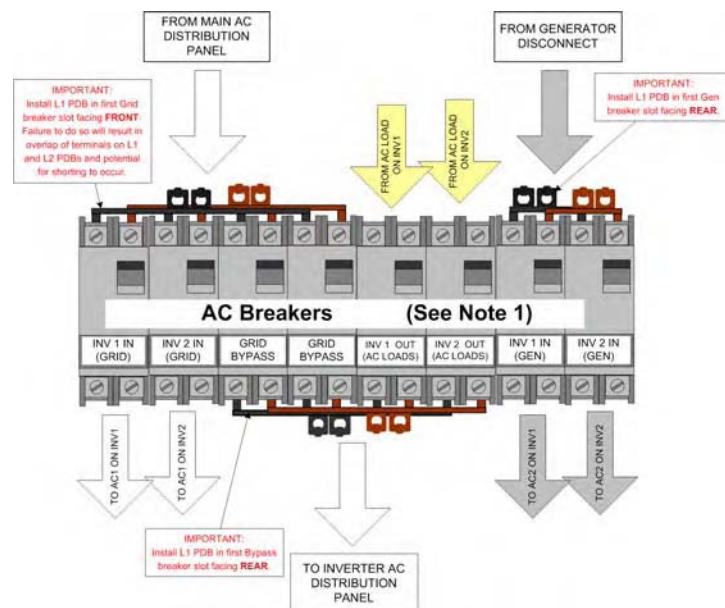 FROM MAIN AC
DISTRIBUTION
PANEL
FROM GENERATOR
DISCONNECT
IMPORTANT:
Install L1 PDB in first Grid
breaker slot facing FRONT
Failure to do so will result in
overlap of terminals on L1
and L2 PDBs and potential
for shorting to occur.
IMPORTANT:
Install L1 PDB in first Gen
breaker slot facing REAR.
FROM AC LOAD
ON INV1
FROM AC LOAD
ON INV2
AC Breakers (See Note 1)
INV 1 IN
(GRID)
INV 2 IN
(GRID)
GRID
BYPASS
GRID
BYPASS
INV 1 OUT
(AC LOADS)
INV 2 OUT
(AC LOADS)
INV 1 IN
(GEN)
INV 2 IN
(GEN)
TO AC1 ON INV1
TO AC1 ON INV2
TO AC2 ON INV1
TO AC2 ON INV2
IMPORTANT:
Install L1 PDB in first Bypass
breaker slot facing REAR.
TO INVERTER AC
DISTRIBUTION
PANEL